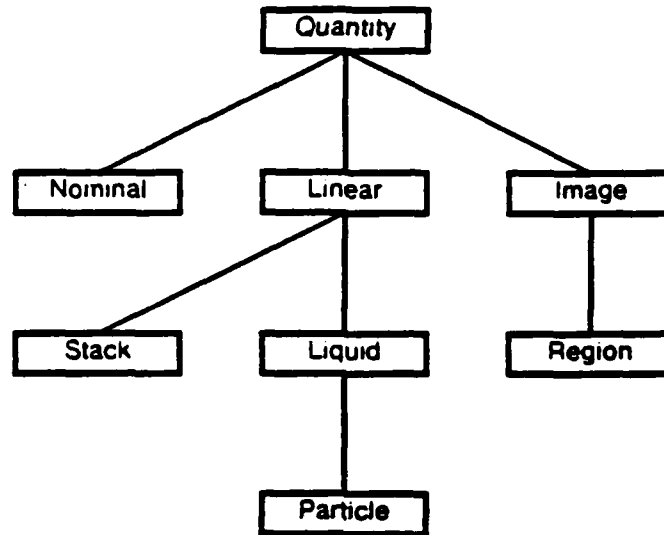 Quantity
Nominal
Linear
Image
Stack
Liquid
Region
Particle